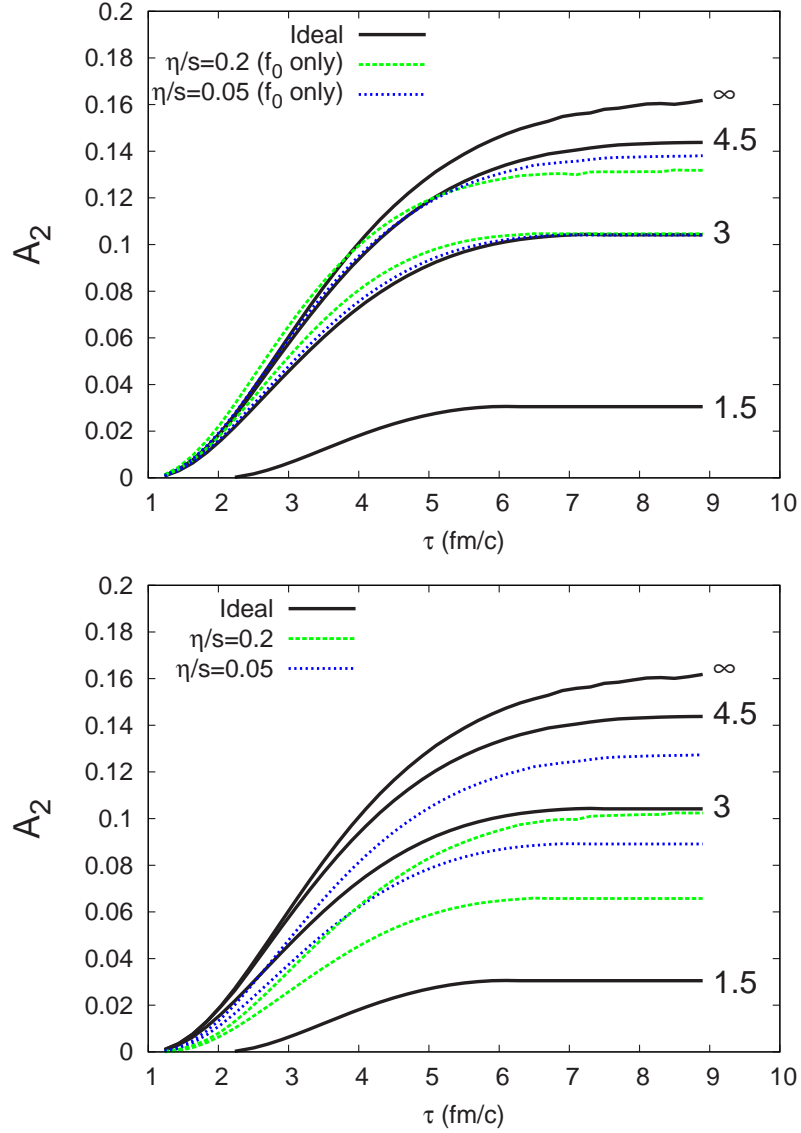 0.2
0.18
0.16
0.14
0.12
0.1
0.08
0.06
0.04
0.02
0
A2
Ideal
η/s=0.2 (f0 only)
η/s=0.05 (f0 only)
∞
4.5
3
1.5
1 2 3 4 5 6 7 8 9 10
τ (fm/c)
0.2
0.18
0.16
0.14
0.12
0.1
0.08
0.06
0.04
0.02
0
A2
Ideal
η/s=0.2
η/s=0.05
∞
4.5
3
1.5
1 2 3 4 5 6 7 8 9 10
τ (fm/c)